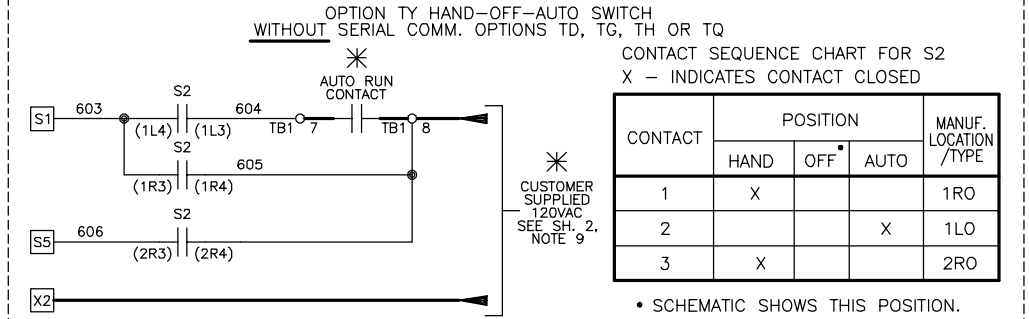 OPTION TY HAND-OFF-AUTO SWITCH
WITHOUT SERIAL COMM. OPTIONS TD, TG, TH OR TQ
AUTO RUN
CONTACT
S1
603
S2
604
(1L4) (1L3)
TB1 7
TB1 8
S2
605
(1R3) (1R4)
S5
606
S2
(2R3) (2R4)
X2
CUSTOMER
SUPPLIED
120VAC
SEE SH. 2,
NOTE 9
CONTACT SEQUENCE CHART FOR S2
X – INDICATES CONTACT CLOSED
CONTACT POSITION MANUF. LOCATION /TYPE
HAND OFF• AUTO
1 X 1RO
2 X 1LO
3 X 2RO
• SCHEMATIC SHOWS THIS POSITION.